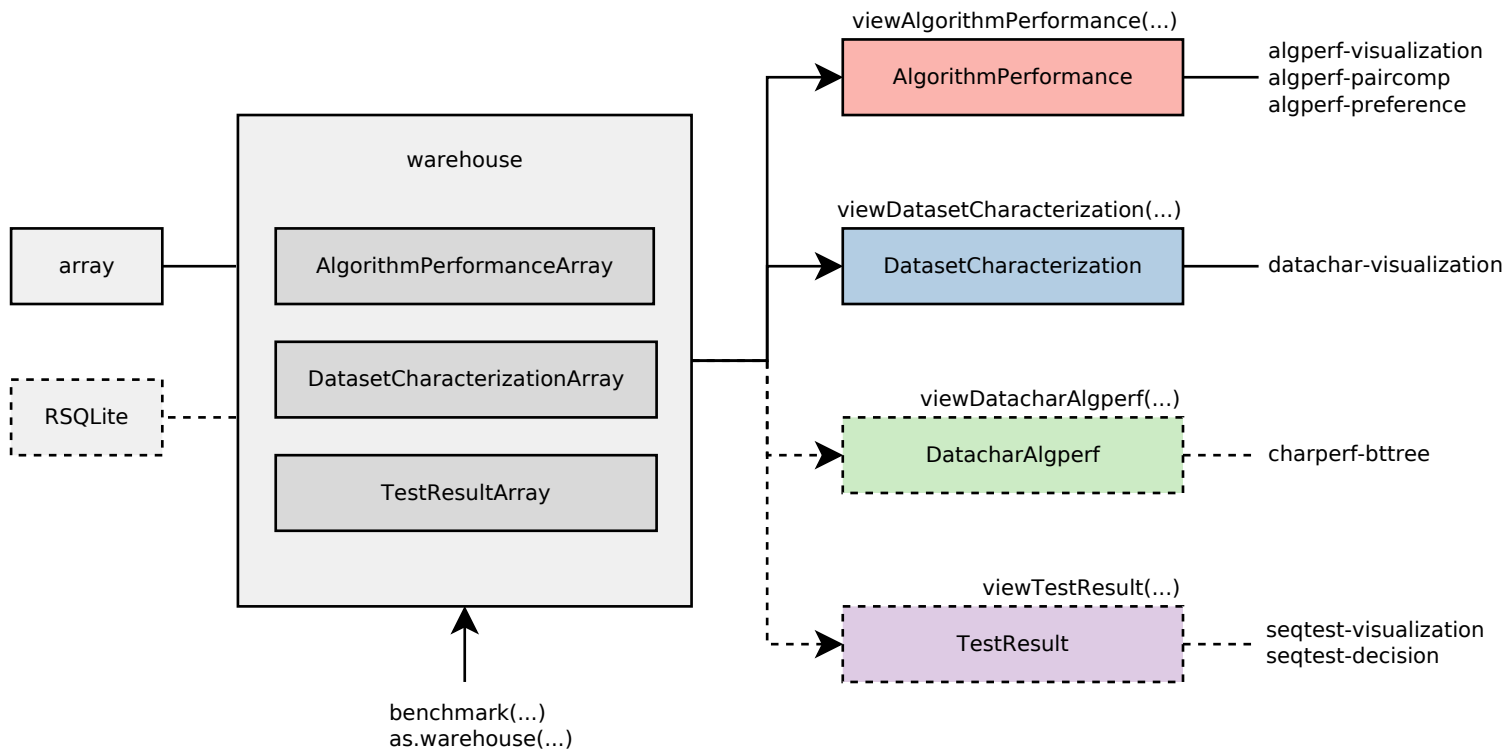 viewAlgorithmPerformance(...)
AlgorithmPerformance
algperf-visualization
algperf-paircomp
algperf-preference
warehouse
array
AlgorithmPerformanceArray
viewDatasetCharacterization(...)
DatasetCharacterization
datachar-visualization
DatasetCharacterizationArray
RSQLite
viewDatacharAlgperf(...)
DatacharAlgperf
charperf-bttree
TestResultArray
viewTestResult(...)
TestResult
seqtest-visualization
seqtest-decision
benchmark(...)
as.warehouse(...)